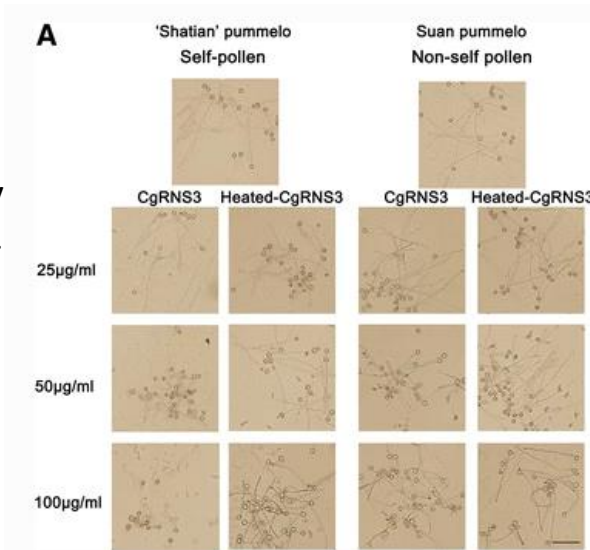 A
'Shatian' pummelo Suan pummelo
Self-pollen Non-self pollen
CgRNS3 Heated-CgRNS3 CgRNS3 Heated-CgRNS3
25µg/ml
50µg/ml
100µg/ml